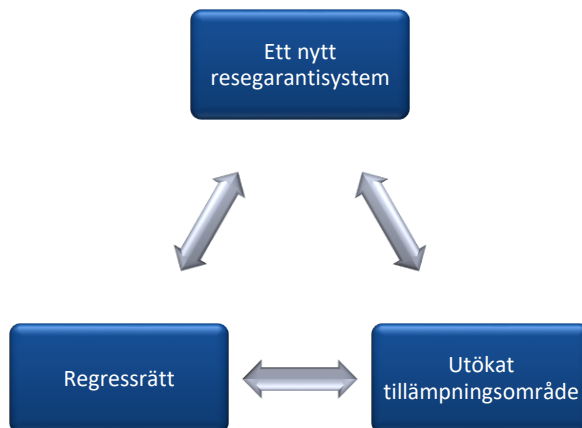 Ett nytt
resegarantisystem
Regressrätt
Utökat
tillämpningsområde